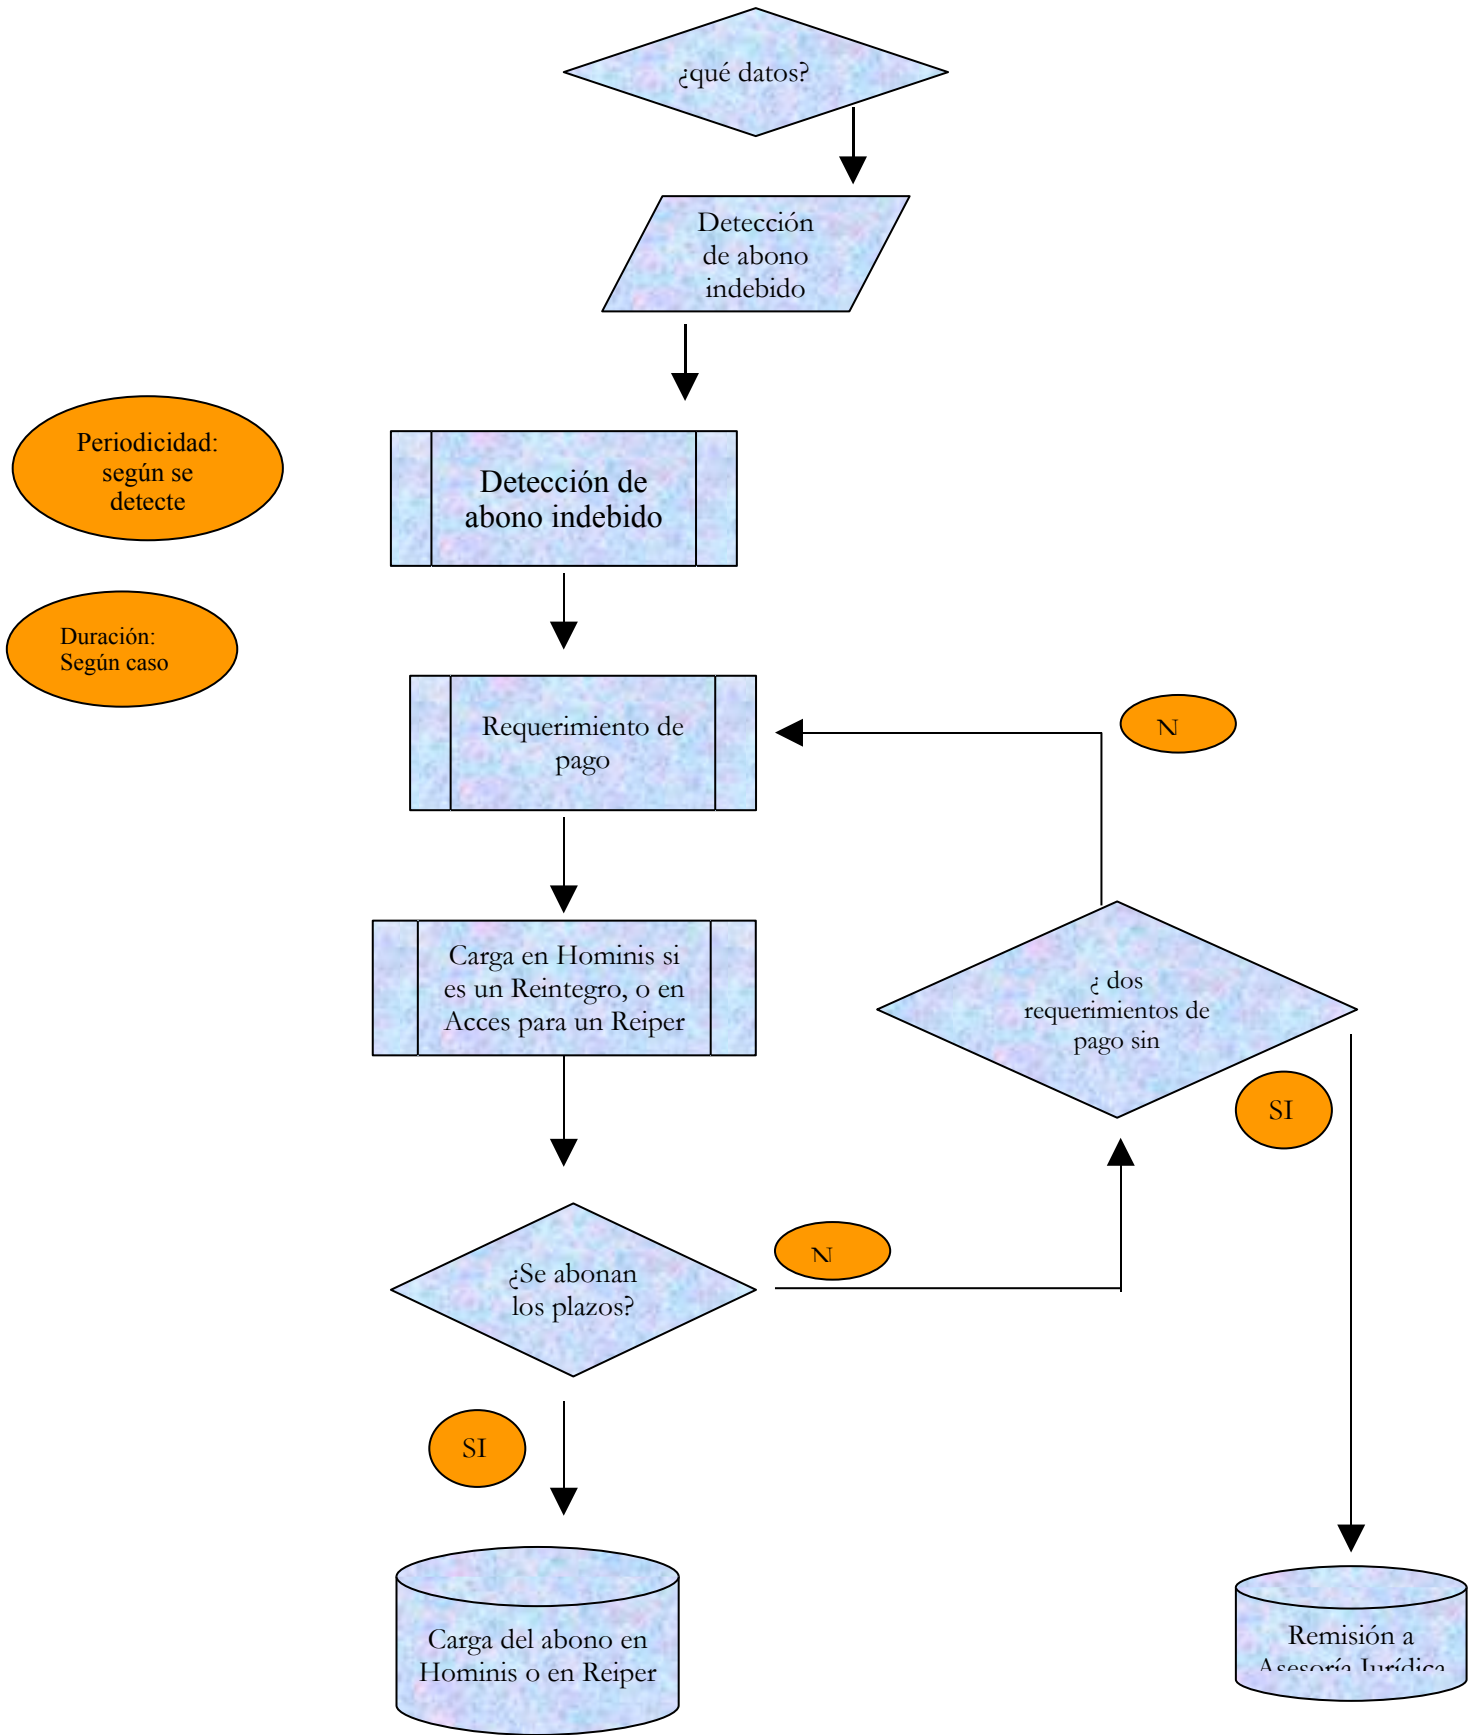 ¿qué datos?
Detección
de abono
indebido
Periodicidad:
según se
detecte
Detección de
abono indebido
Duración:
Según caso
Requerimiento de
pago
N
Carga en Hominis si
es un Reintegro, o en
Acces para un Reiper
¿ dos
requerimientos de
pago sin
SI
¿Se abonan
los plazos?
N
SI
Carga del abono en
Hominis o en Reiper
Remisión a
Asesoría Jurídica